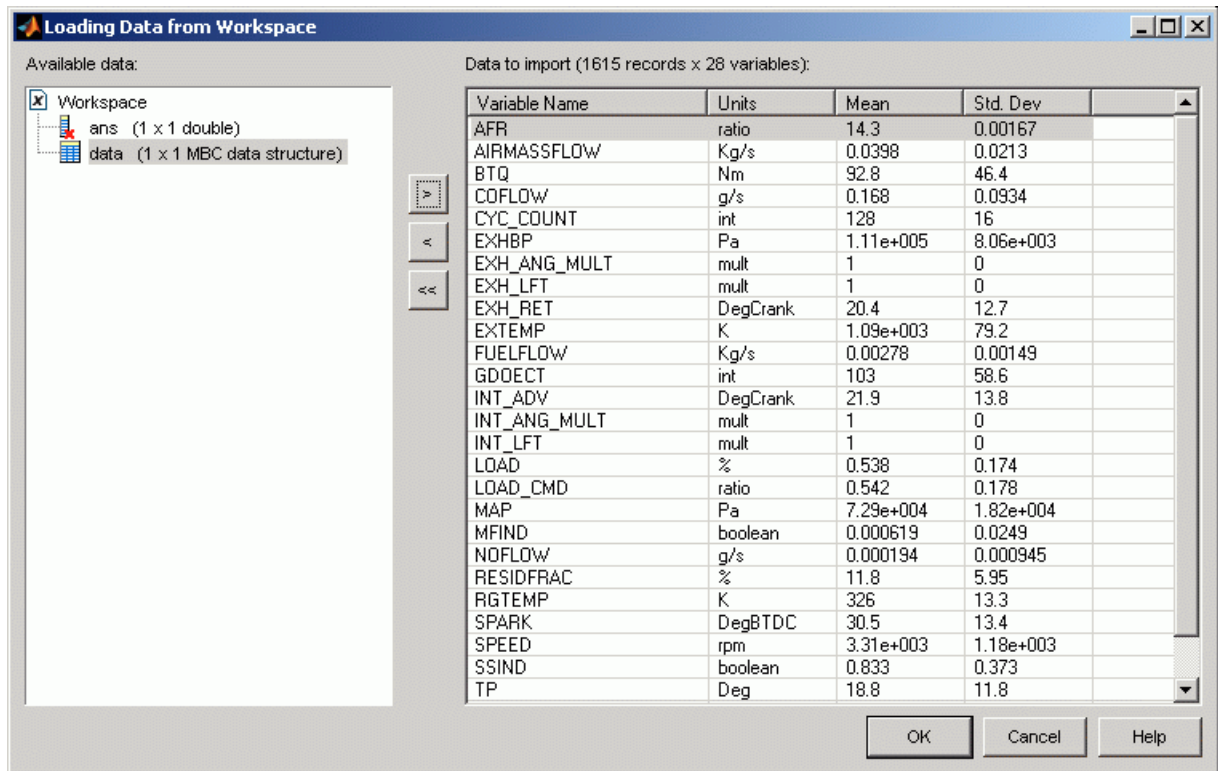 Loading Data from Workspace
Available data:
Data to import (1615 records x 28 variables):
Workspace
ans (1 x 1 double)
data (1 x 1 MBC data structure)
>
<
<<
Variable Name Units Mean Std. Dev
AFR ratio 14.3 0.00167
AIRMASSFLOW Kg/s 0.0398 0.0213
BTQ Nm 92.8 46.4
COFLOW g/s 0.168 0.0934
CYC_COUNT int 128 16
EXHBP Pa 1.11e+005 8.06e+003
EXH_ANG_MULT mult 1 0
EXH_LFT mult 1 0
EXH_RET DegCrank 20.4 12.7
EXTEMP K 1.09e+003 79.2
FUELFLOW Kg/s 0.00278 0.00149
GDOECT int 103 58.6
INT_ADV DegCrank 21.9 13.8
INT_ANG_MULT mult 1 0
INT_LFT mult 1 0
LOAD % 0.538 0.174
LOAD_CMD ratio 0.542 0.178
MAP Pa 7.29e+004 1.82e+004
MFIND boolean 0.000619 0.0249
NOFLOW g/s 0.000194 0.000945
RESIDFRAC % 11.8 5.95
RGTEMP K 326 13.3
SPARK DegBTDC 30.5 13.4
SPEED rpm 3.31e+003 1.18e+003
SSIND boolean 0.833 0.373
TP Deg 18.8 11.8
OK Cancel Help